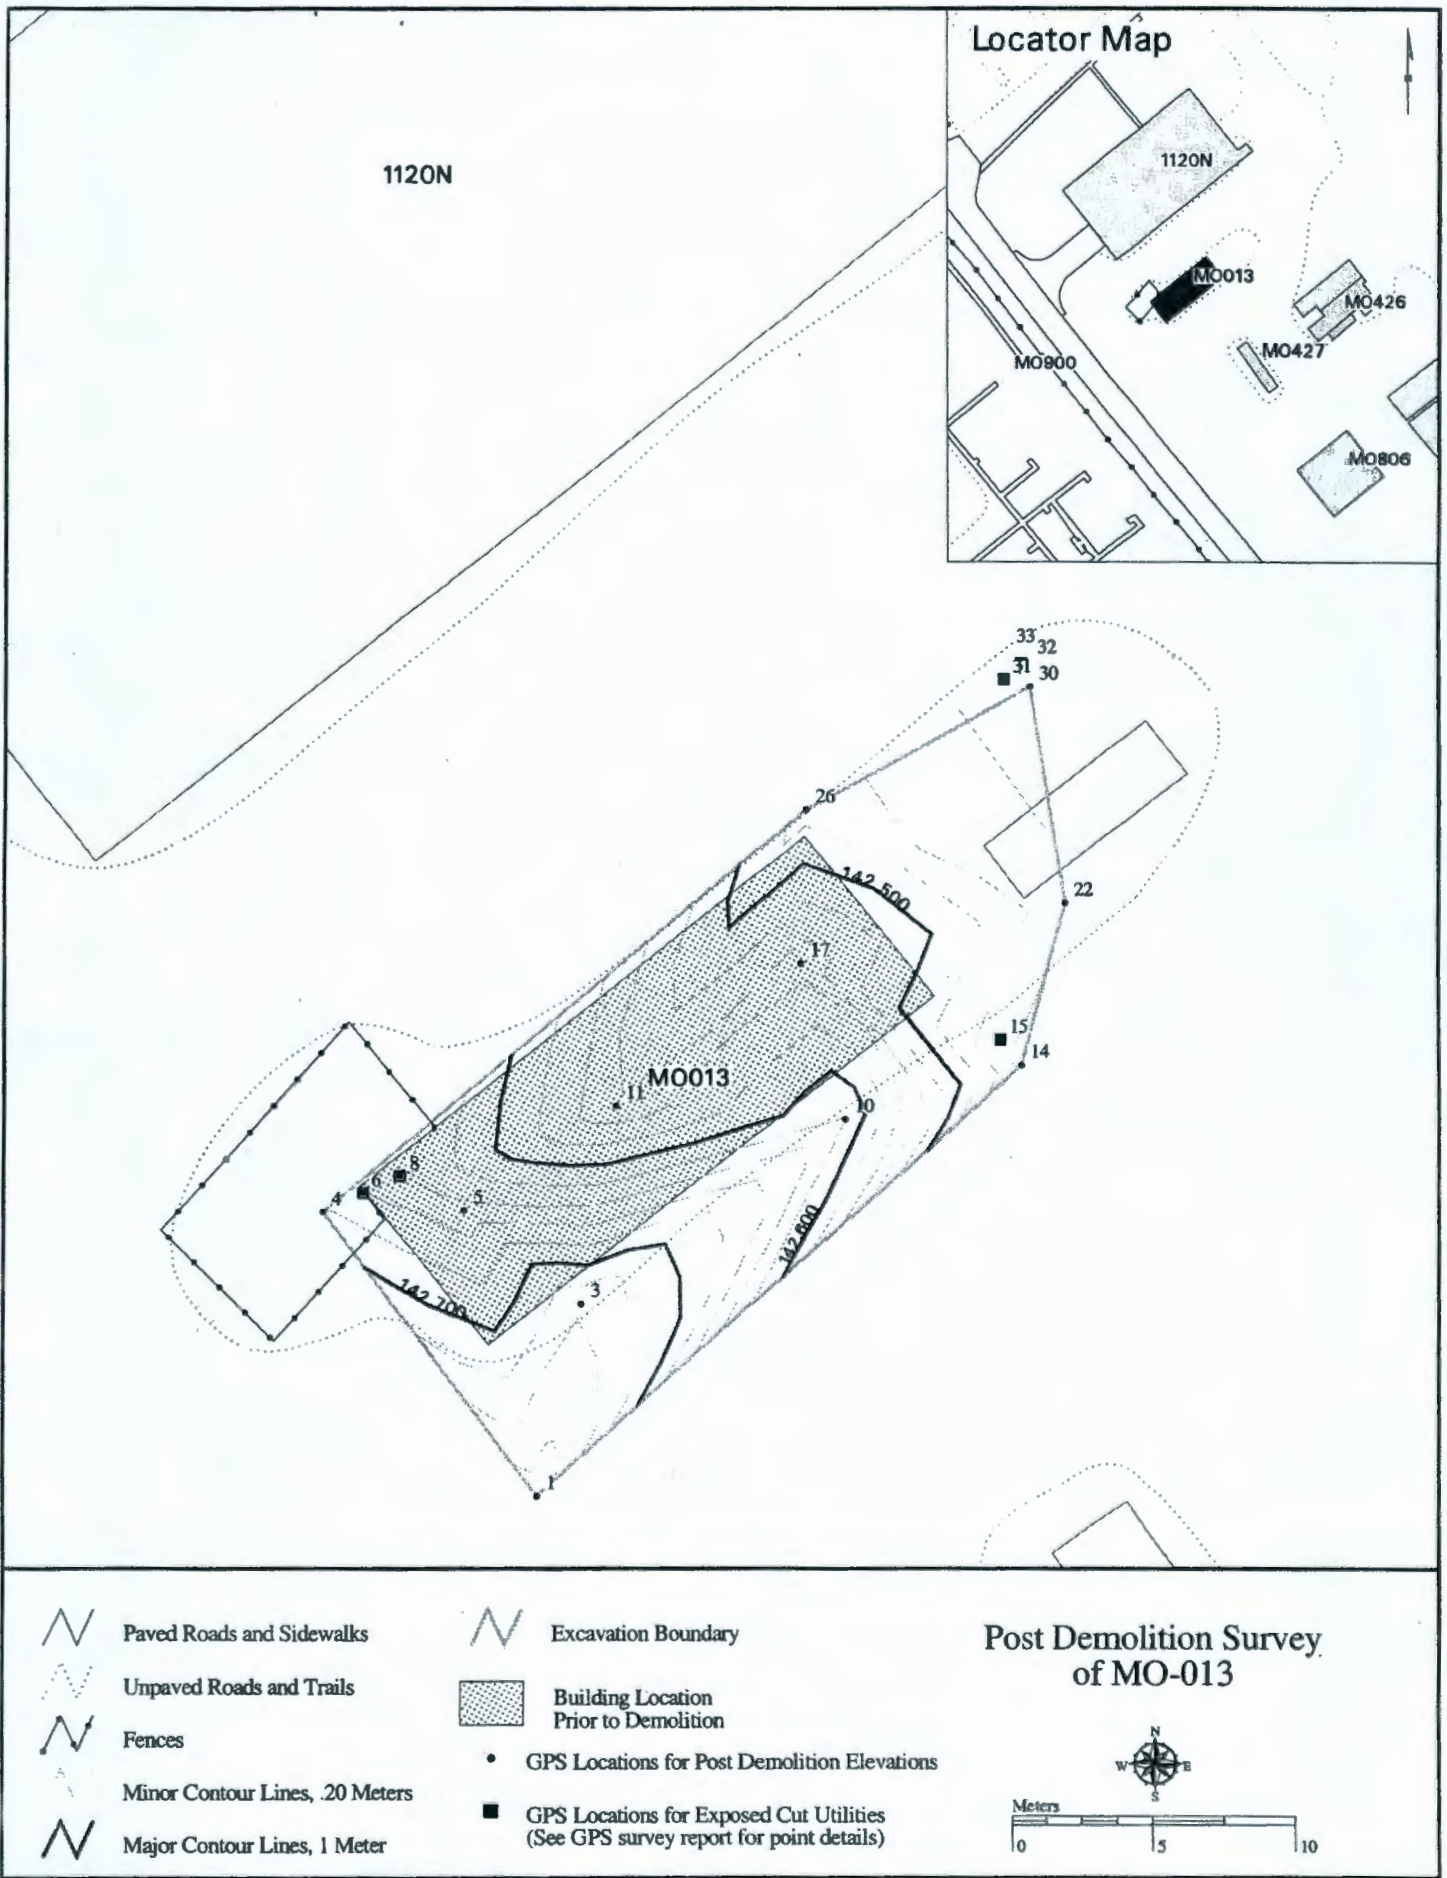 Locator Map
1120N
1120N
MO013
MO426
MO427
MO900
MO806
33
32
31
30
26
142.500
22
17
15
14
MO013
11
10
8
6
4
5
142.600
3
142.700
1
Paved Roads and Sidewalks
Unpaved Roads and Trails
Fences
Minor Contour Lines, .20 Meters
Major Contour Lines, 1 Meter
Excavation Boundary
Building Location
Prior to Demolition
GPS Locations for Post Demolition Elevations
GPS Locations for Exposed Cut Utilities
(See GPS survey report for point details)
Post Demolition Survey
of MO-013
N
W E
S
Meters
0 5 10